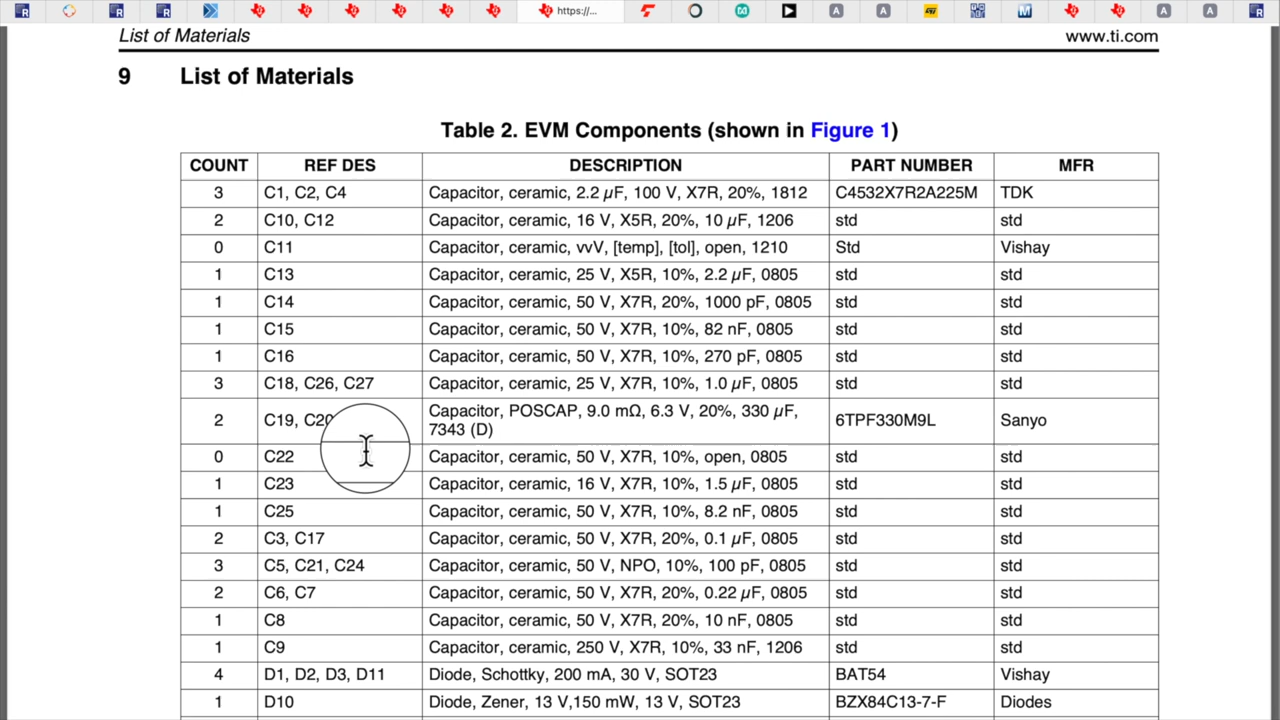 https://...
List of Materials www.ti.com
9 List of Materials
Table 2. EVM Components (shown in Figure 1)
COUNT REF DES DESCRIPTION PART NUMBER MFR
3 C1, C2, C4 Capacitor, ceramic, 2.2 µF, 100 V, X7R, 20%, 1812 C4532X7R2A225M TDK
2 C10, C12 Capacitor, ceramic, 16 V, X5R, 20%, 10 µF, 1206 std std
0 C11 Capacitor, ceramic, vvV, [temp], [tol], open, 1210 Std Vishay
1 C13 Capacitor, ceramic, 25 V, X5R, 10%, 2.2 µF, 0805 std std
1 C14 Capacitor, ceramic, 50 V, X7R, 20%, 1000 pF, 0805 std std
1 C15 Capacitor, ceramic, 50 V, X7R, 10%, 82 nF, 0805 std std
1 C16 Capacitor, ceramic, 50 V, X7R, 10%, 270 pF, 0805 std std
3 C18, C26, C27 Capacitor, ceramic, 25 V, X7R, 10%, 1.0 µF, 0805 std std
2 C19, C20 Capacitor, POSCAP, 9.0 mΩ, 6.3 V, 20%, 330 µF, 7343 (D) 6TPF330M9L Sanyo
0 C22 Capacitor, ceramic, 50 V, X7R, 10%, open, 0805 std std
1 C23 Capacitor, ceramic, 16 V, X7R, 10%, 1.5 µF, 0805 std std
1 C25 Capacitor, ceramic, 50 V, X7R, 10%, 8.2 nF, 0805 std std
2 C3, C17 Capacitor, ceramic, 50 V, X7R, 20%, 0.1 µF, 0805 std std
3 C5, C21, C24 Capacitor, ceramic, 50 V, NPO, 10%, 100 pF, 0805 std std
2 C6, C7 Capacitor, ceramic, 50 V, X7R, 20%, 0.22 µF, 0805 std std
1 C8 Capacitor, ceramic, 50 V, X7R, 20%, 10 nF, 0805 std std
1 C9 Capacitor, ceramic, 250 V, X7R, 10%, 33 nF, 1206 std std
4 D1, D2, D3, D11 Diode, Schottky, 200 mA, 30 V, SOT23 BAT54 Vishay
1 D10 Diode, Zener, 13 V,150 mW, 13 V, SOT23 BZX84C13-7-F Diodes